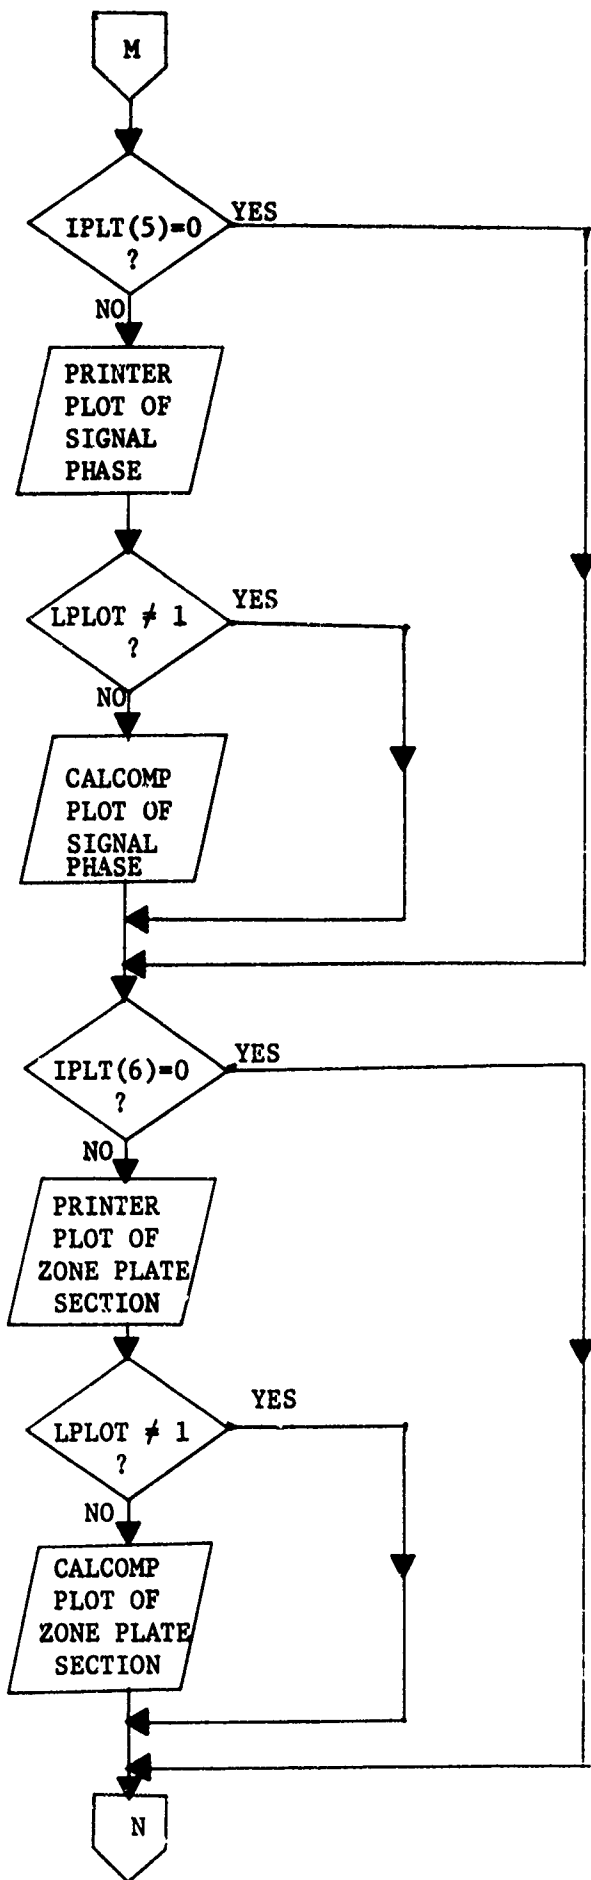 M
IPLT(5)=0
?
YES
NO
PRINTER
PLOT OF
SIGNAL
PHASE
LPLOT ≠ 1
?
YES
NO
CALCOMP
PLOT OF
SIGNAL
PHASE
IPLT(6)=0
?
YES
NO
PRINTER
PLOT OF
ZONE PLATE
SECTION
LPLOT ≠ 1
?
YES
NO
CALCOMP
PLOT OF
ZONE PLATE
SECTION
N